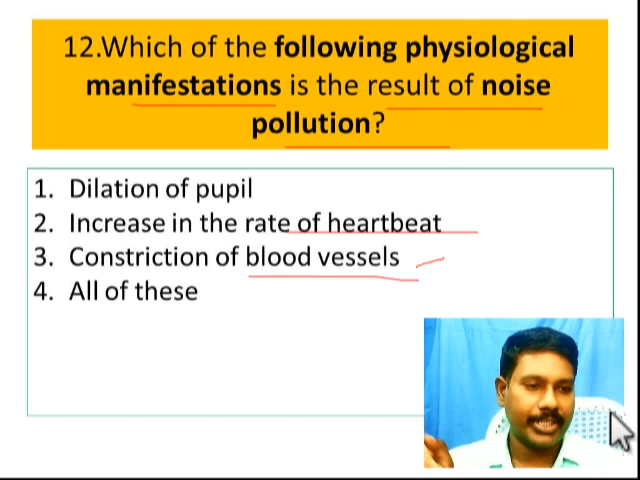 12.Which of the following physiological
manifestations is the result of noise
pollution?
1. Dilation of pupil
2. Increase in the rate of heartbeat
3. Constriction of blood vessels
4. All of these